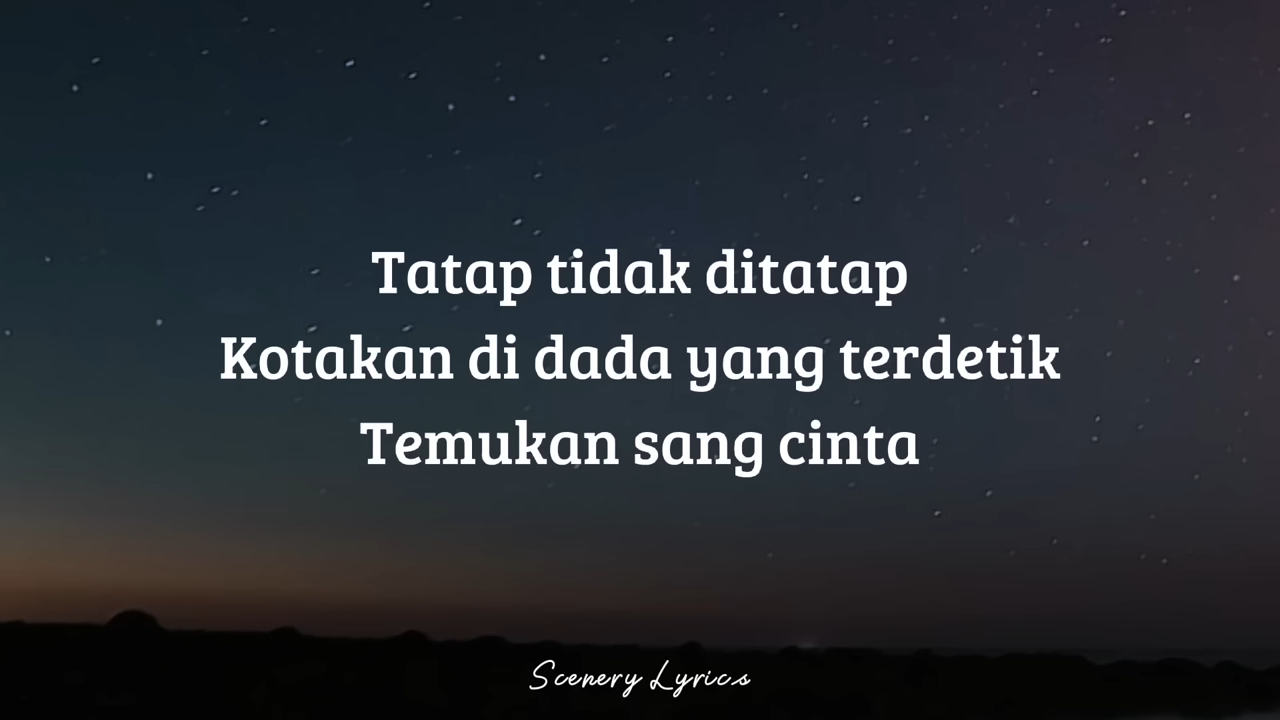 Tatap tidak ditatap
Kotakan di dada yang terdetik
Temukan sang cinta
Scenery Lyrics